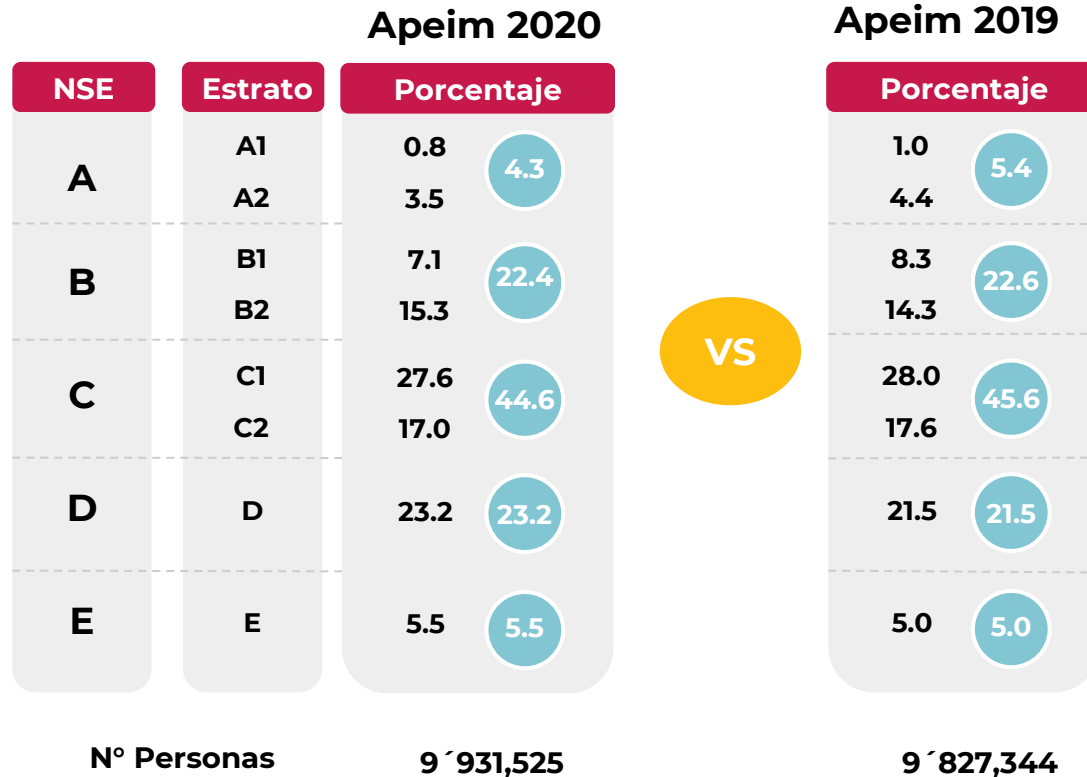 Apeim 2020 Apeim 2019
NSE Estrato Porcentaje Porcentaje
A1 0.8 1.0
A 4.3 5.4
A2 3.5 4.4
B1 7.1 8.3
B 22.4 22.6
B2 15.3 14.3
VS
C1 27.6 28.0
C 44.6 45.6
C2 17.0 17.6
D D 23.2 23.2 21.5 21.5
E E 5.5 5.5 5.0 5.0
N° Personas 9´931,525 9´827,344